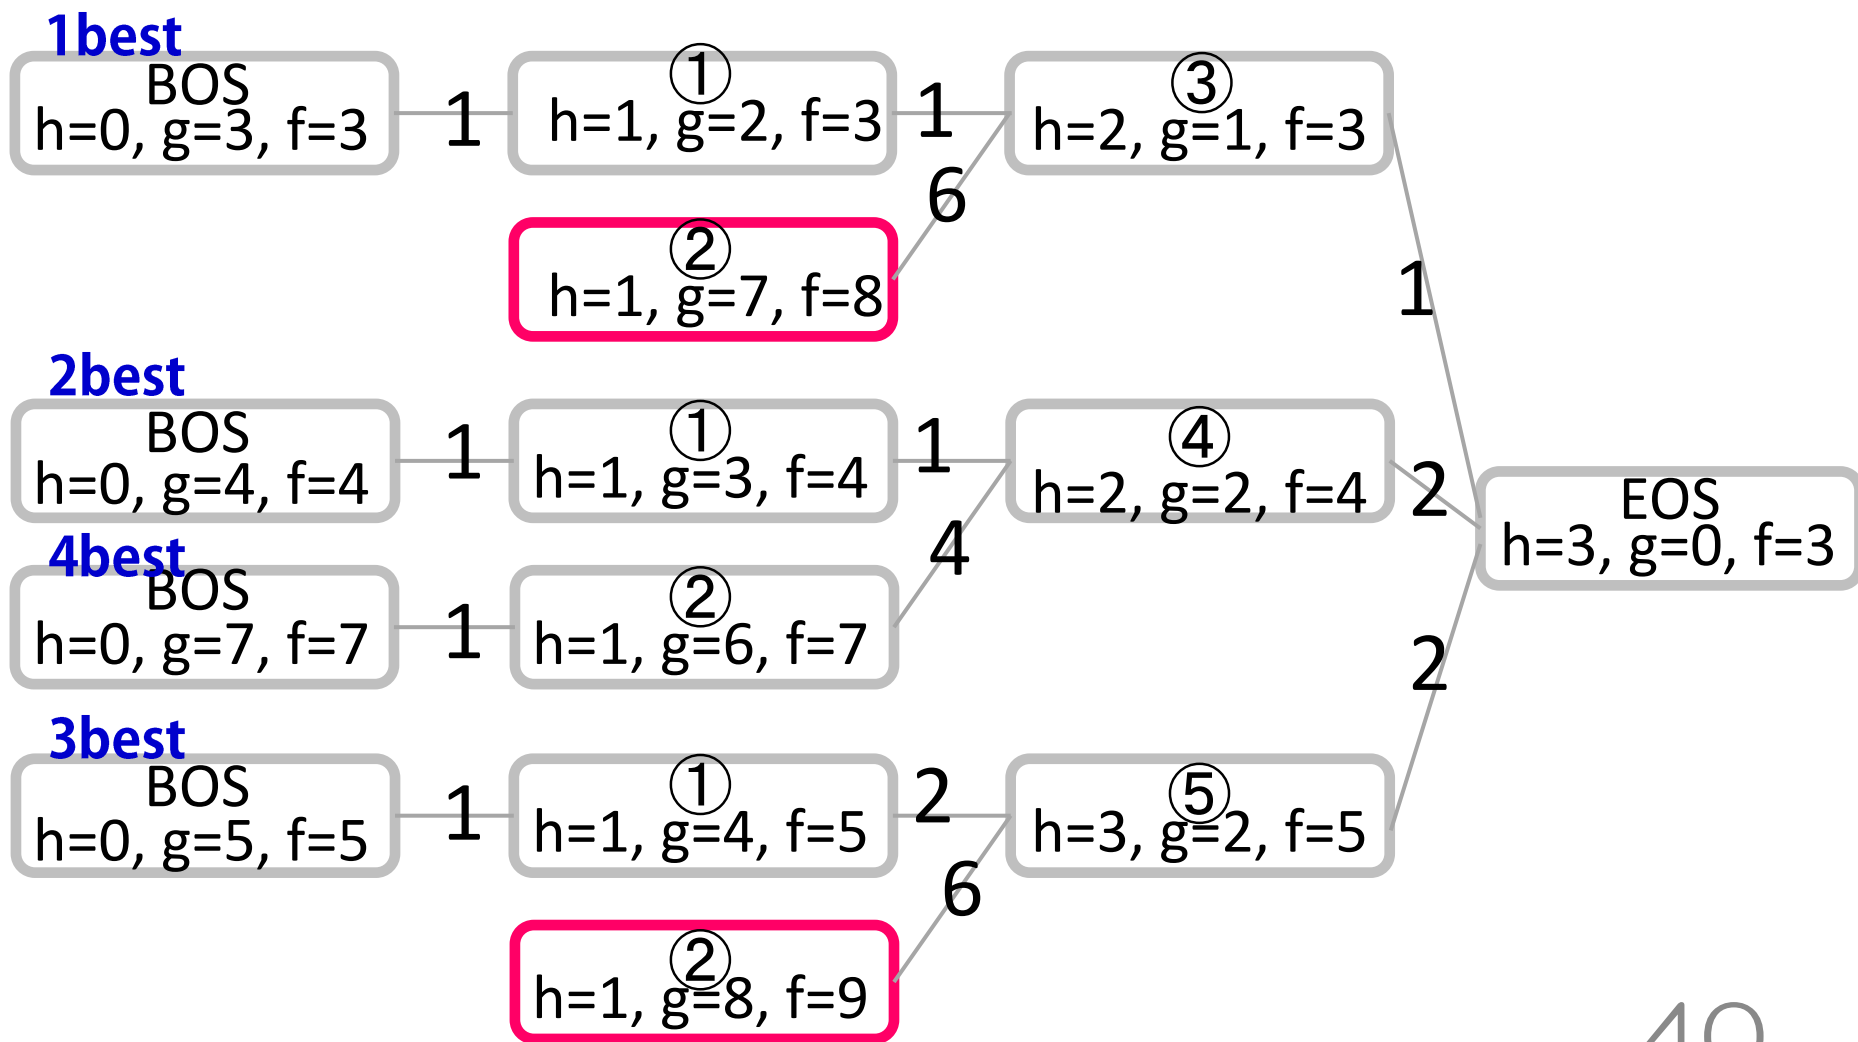 1best
BOS
h=0, g=3, f=3
1
①
h=1, g=2, f=3
1
③
h=2, g=1, f=3
6
②
h=1, g=7, f=8
1
2best
BOS
h=0, g=4, f=4
1
①
h=1, g=3, f=4
1
④
h=2, g=2, f=4
2
EOS
h=3, g=0, f=3
4best
BOS
h=0, g=7, f=7
1
②
h=1, g=6, f=7
4
2
3best
BOS
h=0, g=5, f=5
1
①
h=1, g=4, f=5
2
⑤
h=3, g=2, f=5
6
②
h=1, g=8, f=9